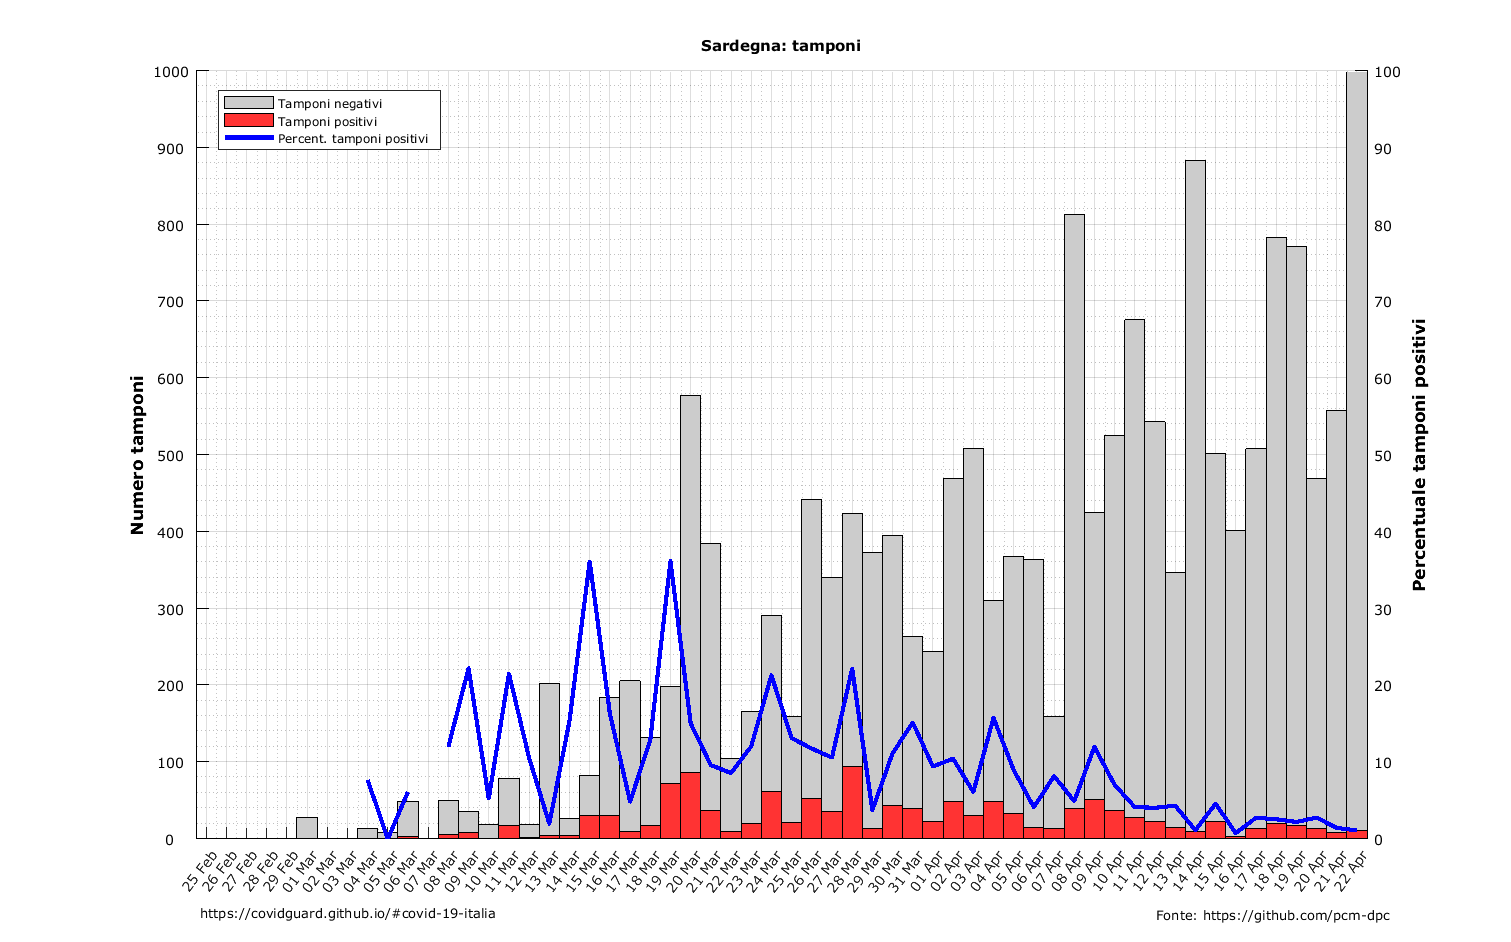 Sardegna: tamponi
1000
900
800
700
600
500
400
300
200
100
0
Numero tamponi
Tamponi negativi
Tamponi positivi
Percent. tamponi positivi
100
90
80
70
60
50
40
30
20
10
0
Percentuale tamponi positivi
25 Feb
26 Feb
27 Feb
28 Feb
29 Feb
01 Mar
02 Mar
03 Mar
04 Mar
05 Mar
06 Mar
07 Mar
08 Mar
09 Mar
10 Mar
11 Mar
12 Mar
13 Mar
14 Mar
15 Mar
16 Mar
17 Mar
18 Mar
19 Mar
20 Mar
21 Mar
22 Mar
23 Mar
24 Mar
25 Mar
26 Mar
27 Mar
28 Mar
29 Mar
30 Mar
31 Mar
01 Apr
02 Apr
03 Apr
04 Apr
05 Apr
06 Apr
07 Apr
08 Apr
09 Apr
10 Apr
11 Apr
12 Apr
13 Apr
14 Apr
15 Apr
16 Apr
17 Apr
18 Apr
19 Apr
20 Apr
21 Apr
22 Apr
https://covidguard.github.io/#covid-19-italia
Fonte: https://github.com/pcm-dpc